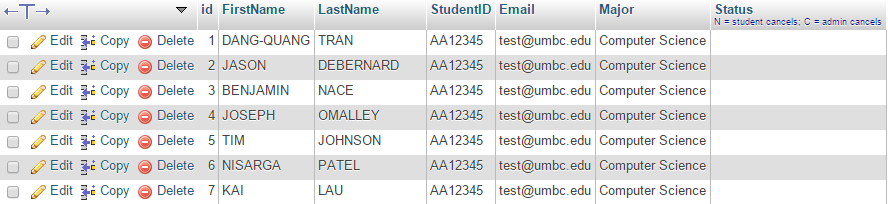 id FirstName LastName StudentID Email Major Status
N = student cancels; C = admin cancels
Edit Copy Delete 1 DANG-QUANG TRAN AA12345 test@umbc.edu Computer Science
Edit Copy Delete 2 JASON DEBERNARD AA12345 test@umbc.edu Computer Science
Edit Copy Delete 3 BENJAMIN NACE AA12345 test@umbc.edu Computer Science
Edit Copy Delete 4 JOSEPH OMALLEY AA12345 test@umbc.edu Computer Science
Edit Copy Delete 5 TIM JOHNSON AA12345 test@umbc.edu Computer Science
Edit Copy Delete 6 NISARGA PATEL AA12345 test@umbc.edu Computer Science
Edit Copy Delete 7 KAI LAU AA12345 test@umbc.edu Computer Science